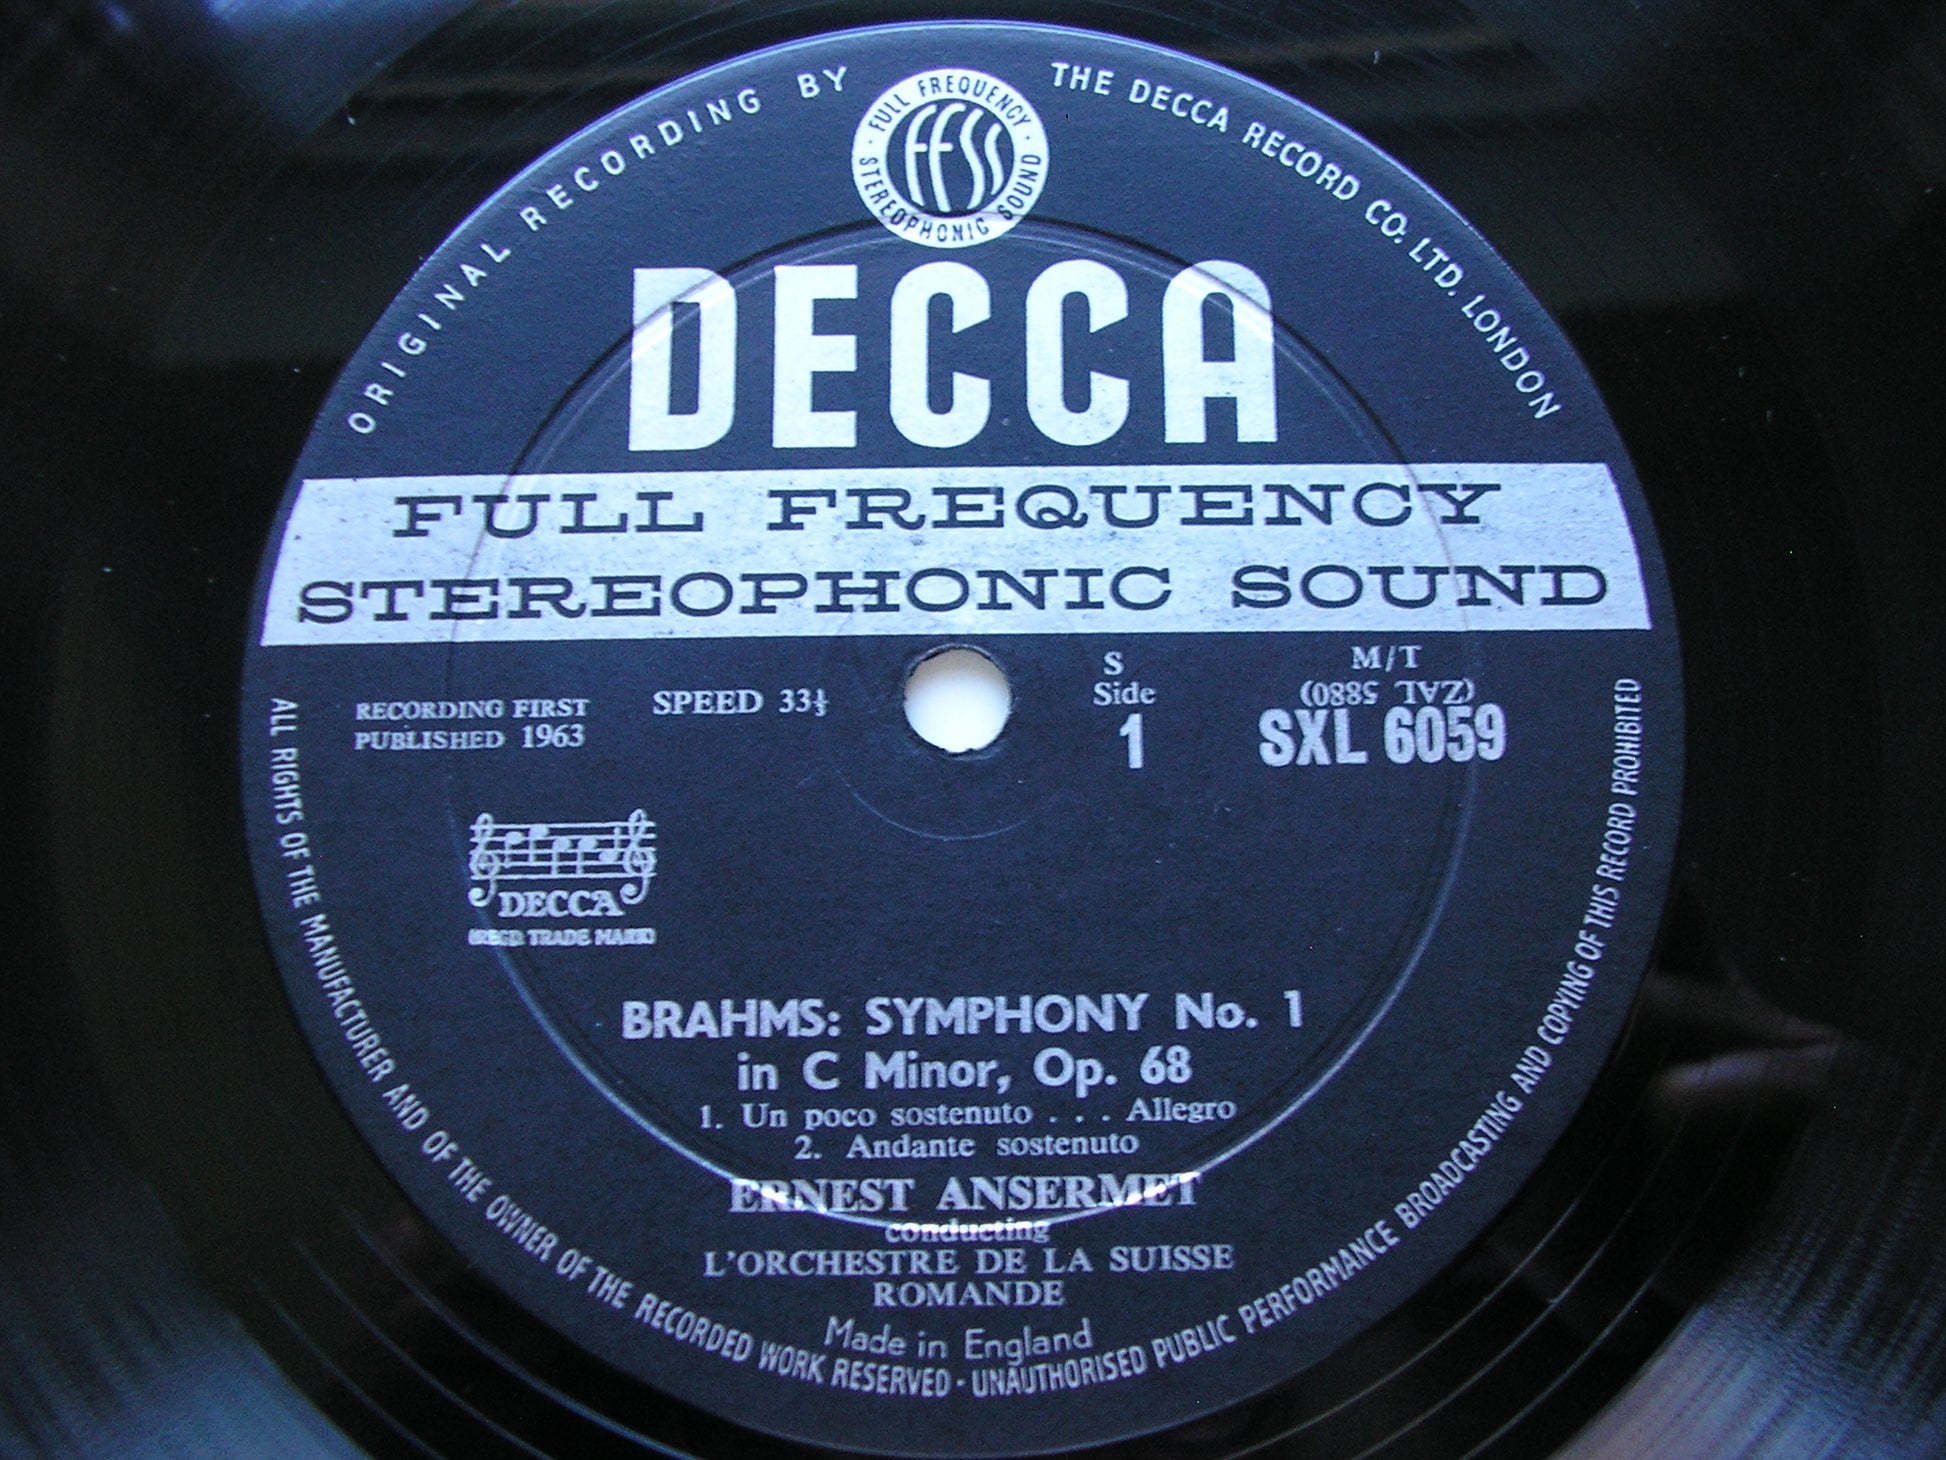 ORIGINAL RECORDING BY THE DECCA RECORD CO. LTD. LONDON
· FULL FREQUENCY ·
STEREOPHONIC SOUND
FFSS
DECCA
FULL FREQUENCY
STEREOPHONIC SOUND
RECORDING FIRST
PUBLISHED 1963
SPEED 33⅓
S
Side
1
M/T
(ZAL 5880)
SXL 6059
DECCA
(REGD. TRADE MARK)
BRAHMS: SYMPHONY No. 1
in C Minor, Op. 68
1. Un poco sostenuto . . . Allegro
2. Andante sostenuto
ERNEST ANSERMET
conducting
L'ORCHESTRE DE LA SUISSE
ROMANDE
Made in England
ALL RIGHTS OF THE MANUFACTURER AND OF THE OWNER OF THE RECORDED WORK RESERVED · UNAUTHORISED PUBLIC PERFORMANCE BROADCASTING AND COPYING OF THIS RECORD PROHIBITED